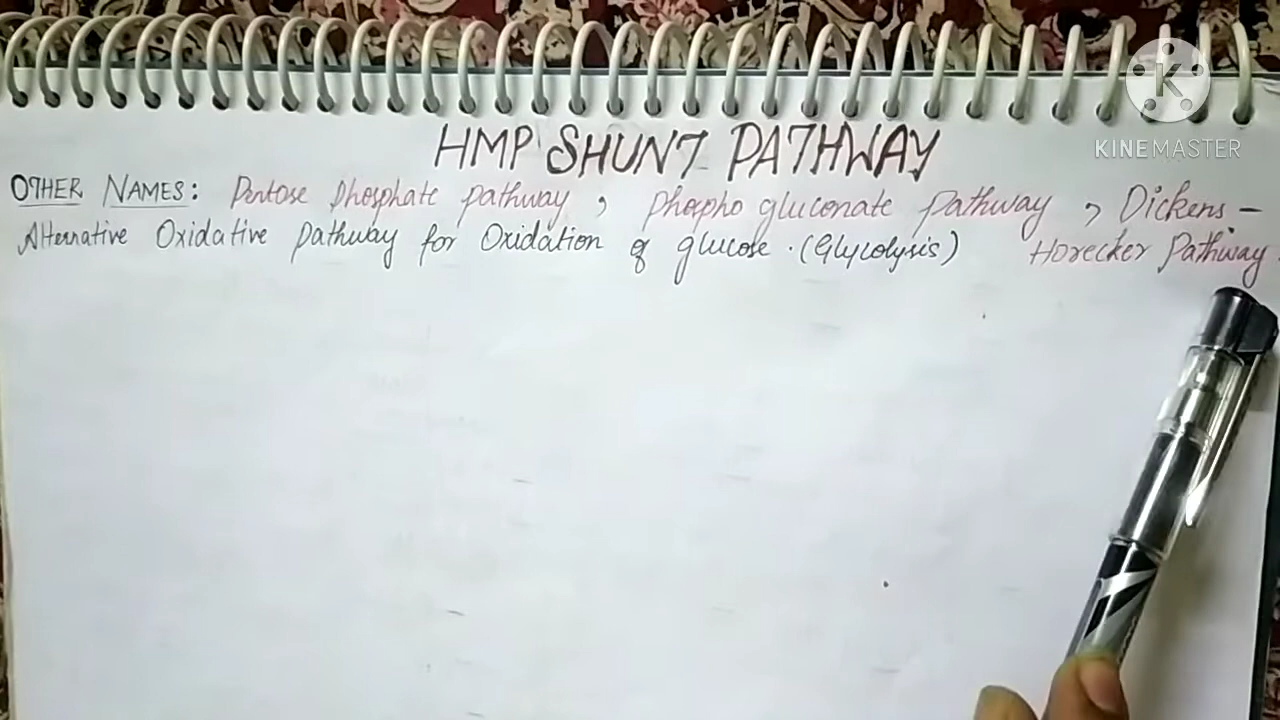 KINEMASTER
HMP SHUNT PATHWAY
OTHER NAMES: Pentose Phosphate Pathway, Phospho gluconate Pathway, Dickens -
Alternative Oxidative Pathway for Oxidation of glucose. (Glycolysis) Horecker Pathway.